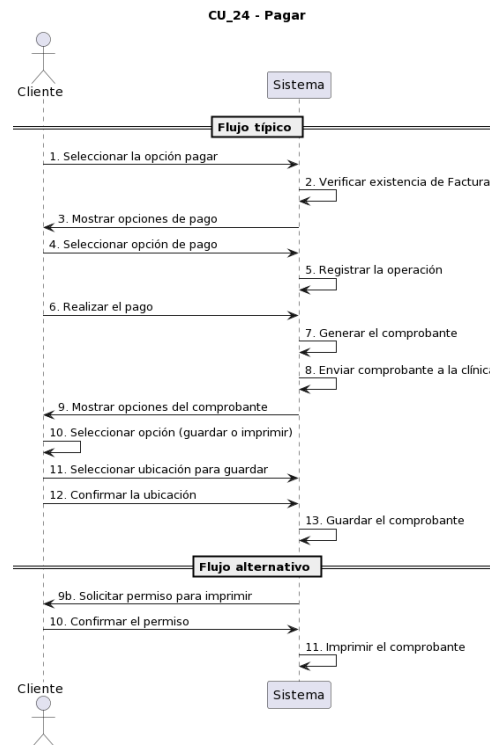 CU_24 - Pagar
Cliente
Sistema
Flujo típico
1. Seleccionar la opción pagar
2. Verificar existencia de Factura
3. Mostrar opciones de pago
4. Seleccionar opción de pago
5. Registrar la operación
6. Realizar el pago
7. Generar el comprobante
8. Enviar comprobante a la clínica
9. Mostrar opciones del comprobante
10. Seleccionar opción (guardar o imprimir)
11. Seleccionar ubicación para guardar
12. Confirmar la ubicación
13. Guardar el comprobante
Flujo alternativo
9b. Solicitar permiso para imprimir
10. Confirmar el permiso
11. Imprimir el comprobante
Cliente
Sistema